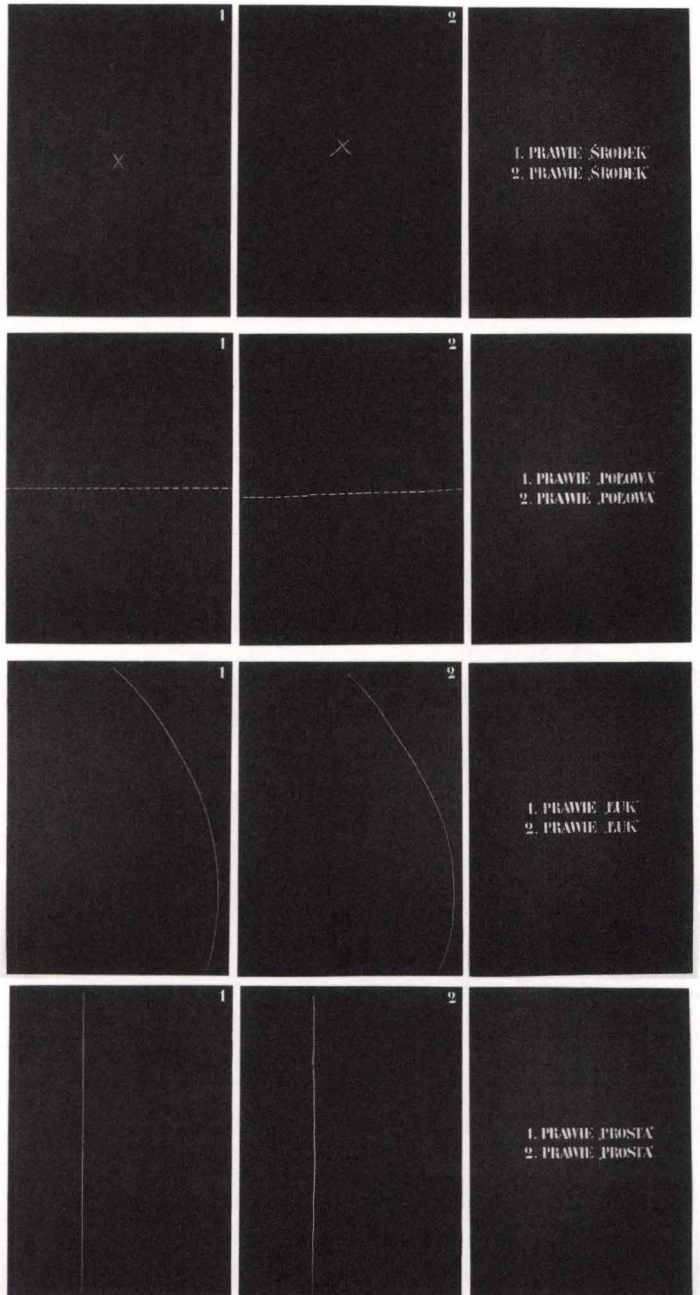 1
2
1. PRAWIE „ŚRODEK”
2. PRAWIE „ŚRODEK”
1
2
1. PRAWIE „POŁOWA”
2. PRAWIE „POŁOWA”
1
2
1. PRAWIE „ŁUK”
2. PRAWIE „ŁUK”
1
2
1. PRAWIE „PROSTA”
2. PRAWIE „PROSTA”